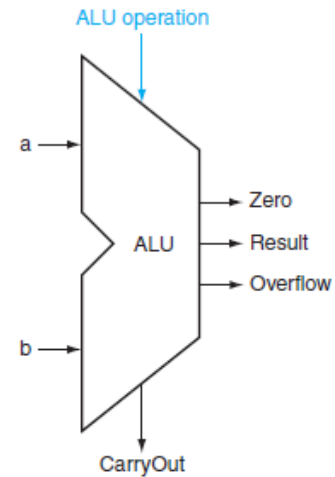 ALU operation
a
Zero
ALU
Result
Overflow
b
CarryOut